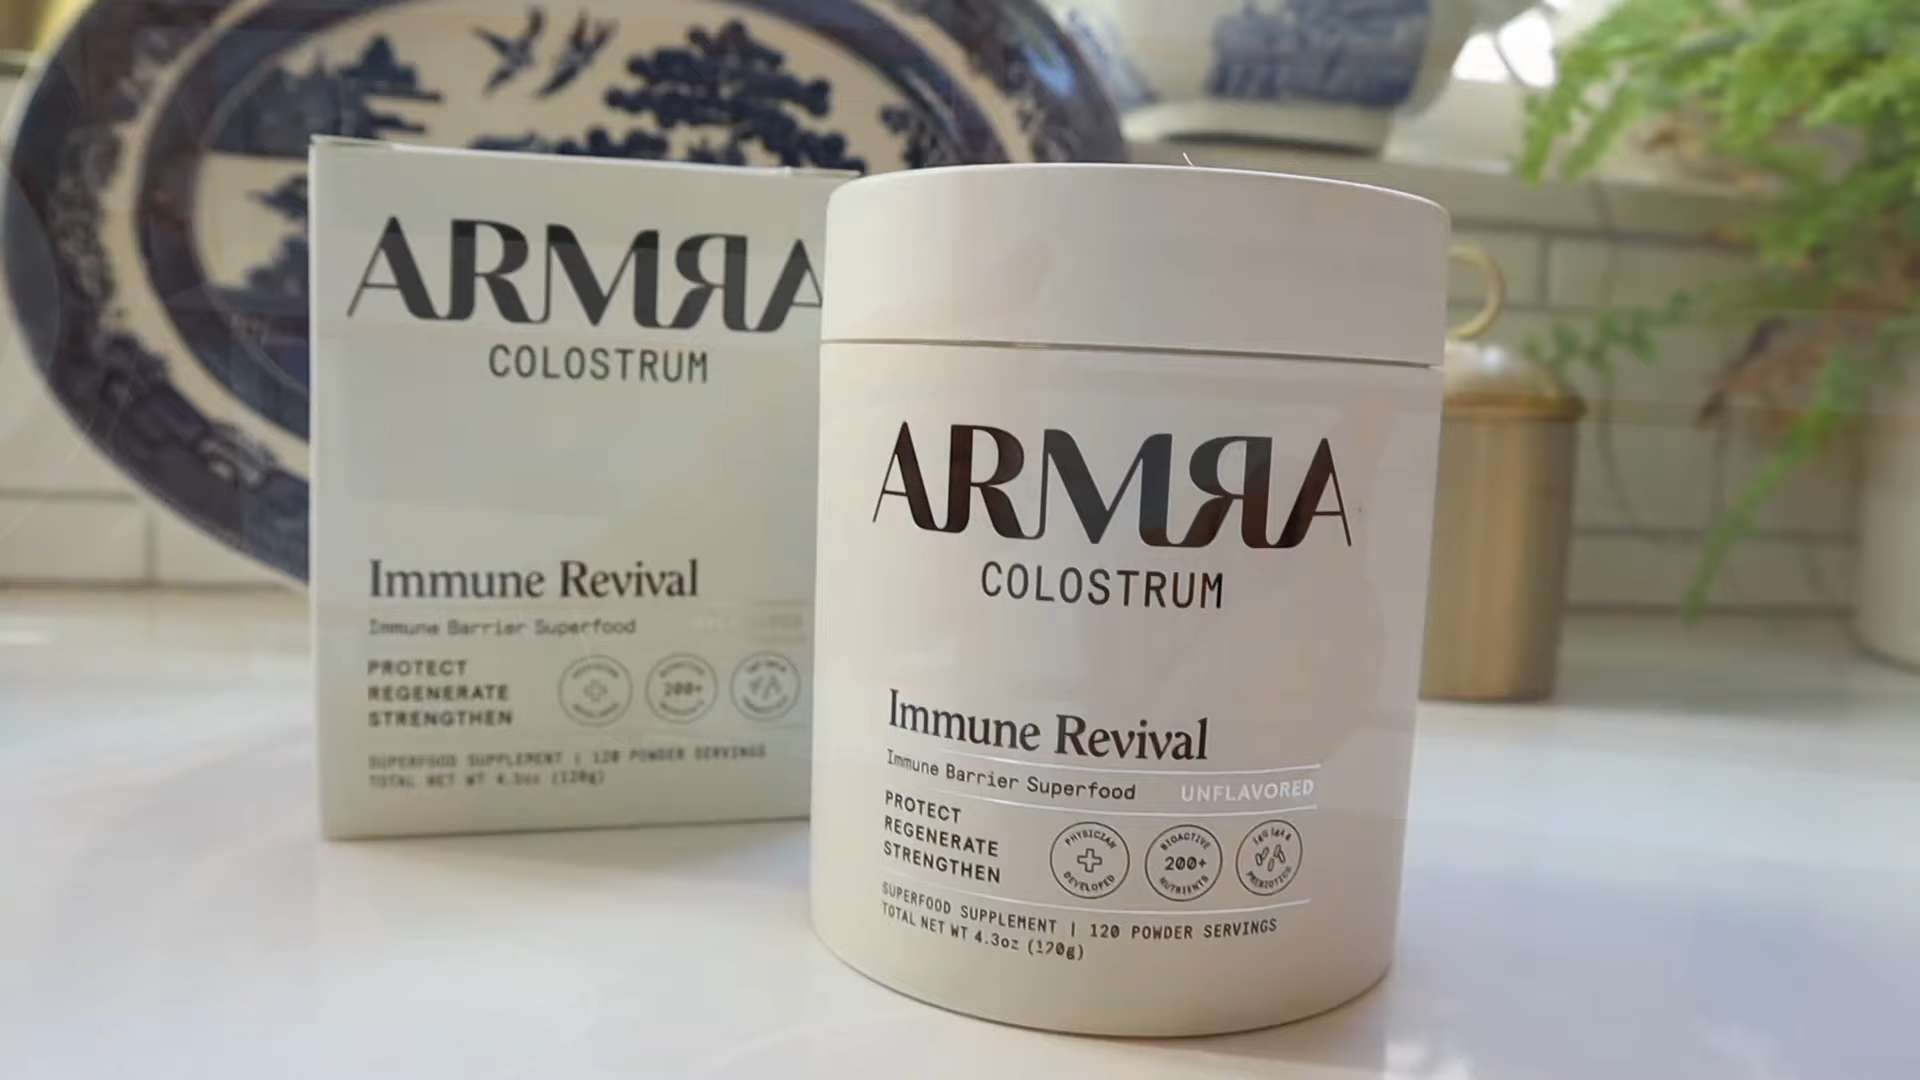 ARMRA
COLOSTRUM
Immune Revival
Immune Barrier Superfood
PROTECT
REGENERATE
STRENGTHEN
200+
SUPERFOOD SUPPLEMENT | 120 POWDER SERVINGS
TOTAL NET WT 4.3oz (120g)
ARMRA
COLOSTRUM
Immune Revival
Immune Barrier Superfood UNFLAVORED
PROTECT
REGENERATE
STRENGTHEN
PHYSICIAN
DEVELOPED
BIOACTIVE
200+
NUTRIENTS
PREBIOTICS
SUPERFOOD SUPPLEMENT | 120 POWDER SERVINGS
TOTAL NET WT 4.3oz (120g)